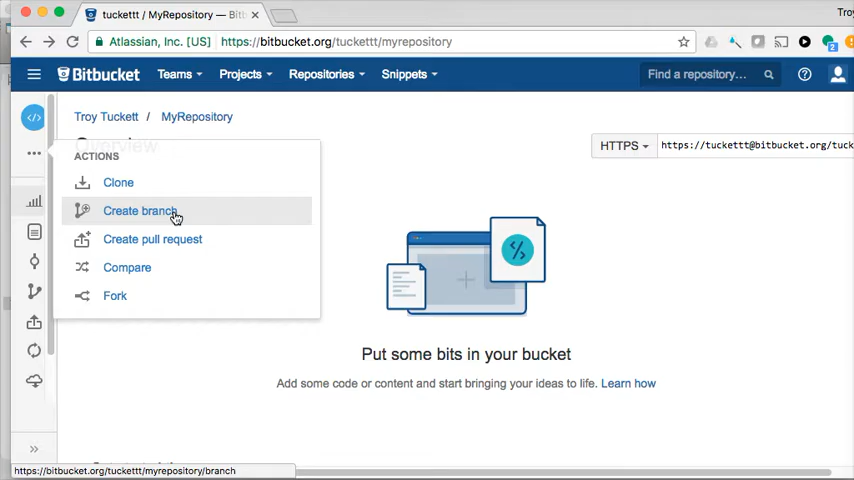 tuckettt / MyRepository — Bitb
Troy
Atlassian, Inc. [US] https://bitbucket.org/tuckettt/myrepository
2
Bitbucket Teams Projects Repositories Snippets Find a repository...
Troy Tuckett / MyRepository
Overview
HTTPS https://tuckettt@bitbucket.org/tuck
ACTIONS
Clone
Create branch
Create pull request
Compare
Fork
Put some bits in your bucket
Add some code or content and start bringing your ideas to life. Learn how
https://bitbucket.org/tuckettt/myrepository/branch